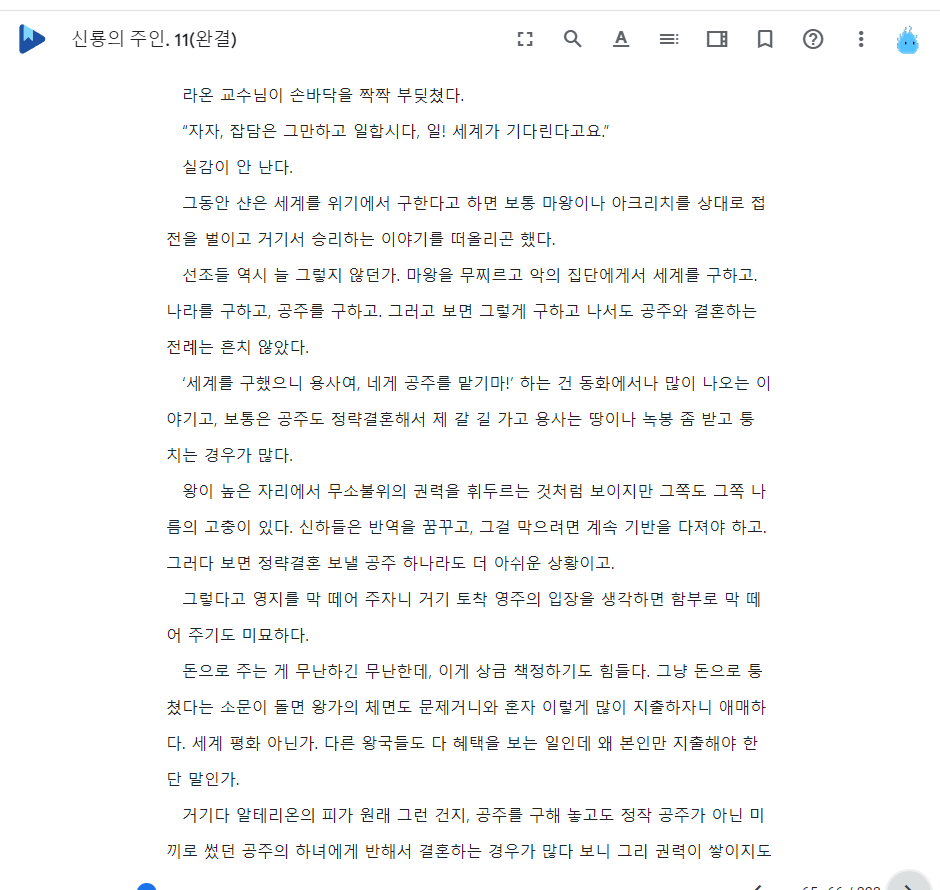 신룡의 주인. 11(완결)
라온 교수님이 손바닥을 짝짝 부딪쳤다.
“자자, 잡담은 그만하고 일합시다, 일! 세계가 기다린다고요.”
실감이 안 난다.
그동안 샨은 세계를 위기에서 구한다고 하면 보통 마왕이나 아크리치를 상대로 접
전을 벌이고 거기서 승리하는 이야기를 떠올리곤 했다.
선조들 역시 늘 그렇지 않던가. 마왕을 무찌르고 악의 집단에게서 세계를 구하고.
나라를 구하고, 공주를 구하고. 그러고 보면 그렇게 구하고 나서도 공주와 결혼하는
전례는 흔치 않았다.
‘세계를 구했으니 용사여, 네게 공주를 맡기마!’ 하는 건 동화에서나 많이 나오는 이
야기고, 보통은 공주도 정략결혼해서 제 갈 길 가고 용사는 땅이나 녹봉 좀 받고 퉁
치는 경우가 많다.
왕이 높은 자리에서 무소불위의 권력을 휘두르는 것처럼 보이지만 그쪽도 그쪽 나
름의 고충이 있다. 신하들은 반역을 꿈꾸고, 그걸 막으려면 계속 기반을 다져야 하고.
그러다 보면 정략결혼 보낼 공주 하나라도 더 아쉬운 상황이고.
그렇다고 영지를 막 떼어 주자니 거기 토착 영주의 입장을 생각하면 함부로 막 떼
어 주기도 미묘하다.
돈으로 주는 게 무난하긴 무난한데, 이게 상금 책정하기도 힘들다. 그냥 돈으로 퉁
쳤다는 소문이 돌면 왕가의 체면도 문제거니와 혼자 이렇게 많이 지출하자니 애매하
다. 세계 평화 아닌가. 다른 왕국들도 다 혜택을 보는 일인데 왜 본인만 지출해야 한
단 말인가.
거기다 알테리온의 피가 원래 그런 건지, 공주를 구해 놓고도 정작 공주가 아닌 미
끼로 썼던 공주의 하녀에게 반해서 결혼하는 경우가 많다 보니 그리 권력이 쌓이지도